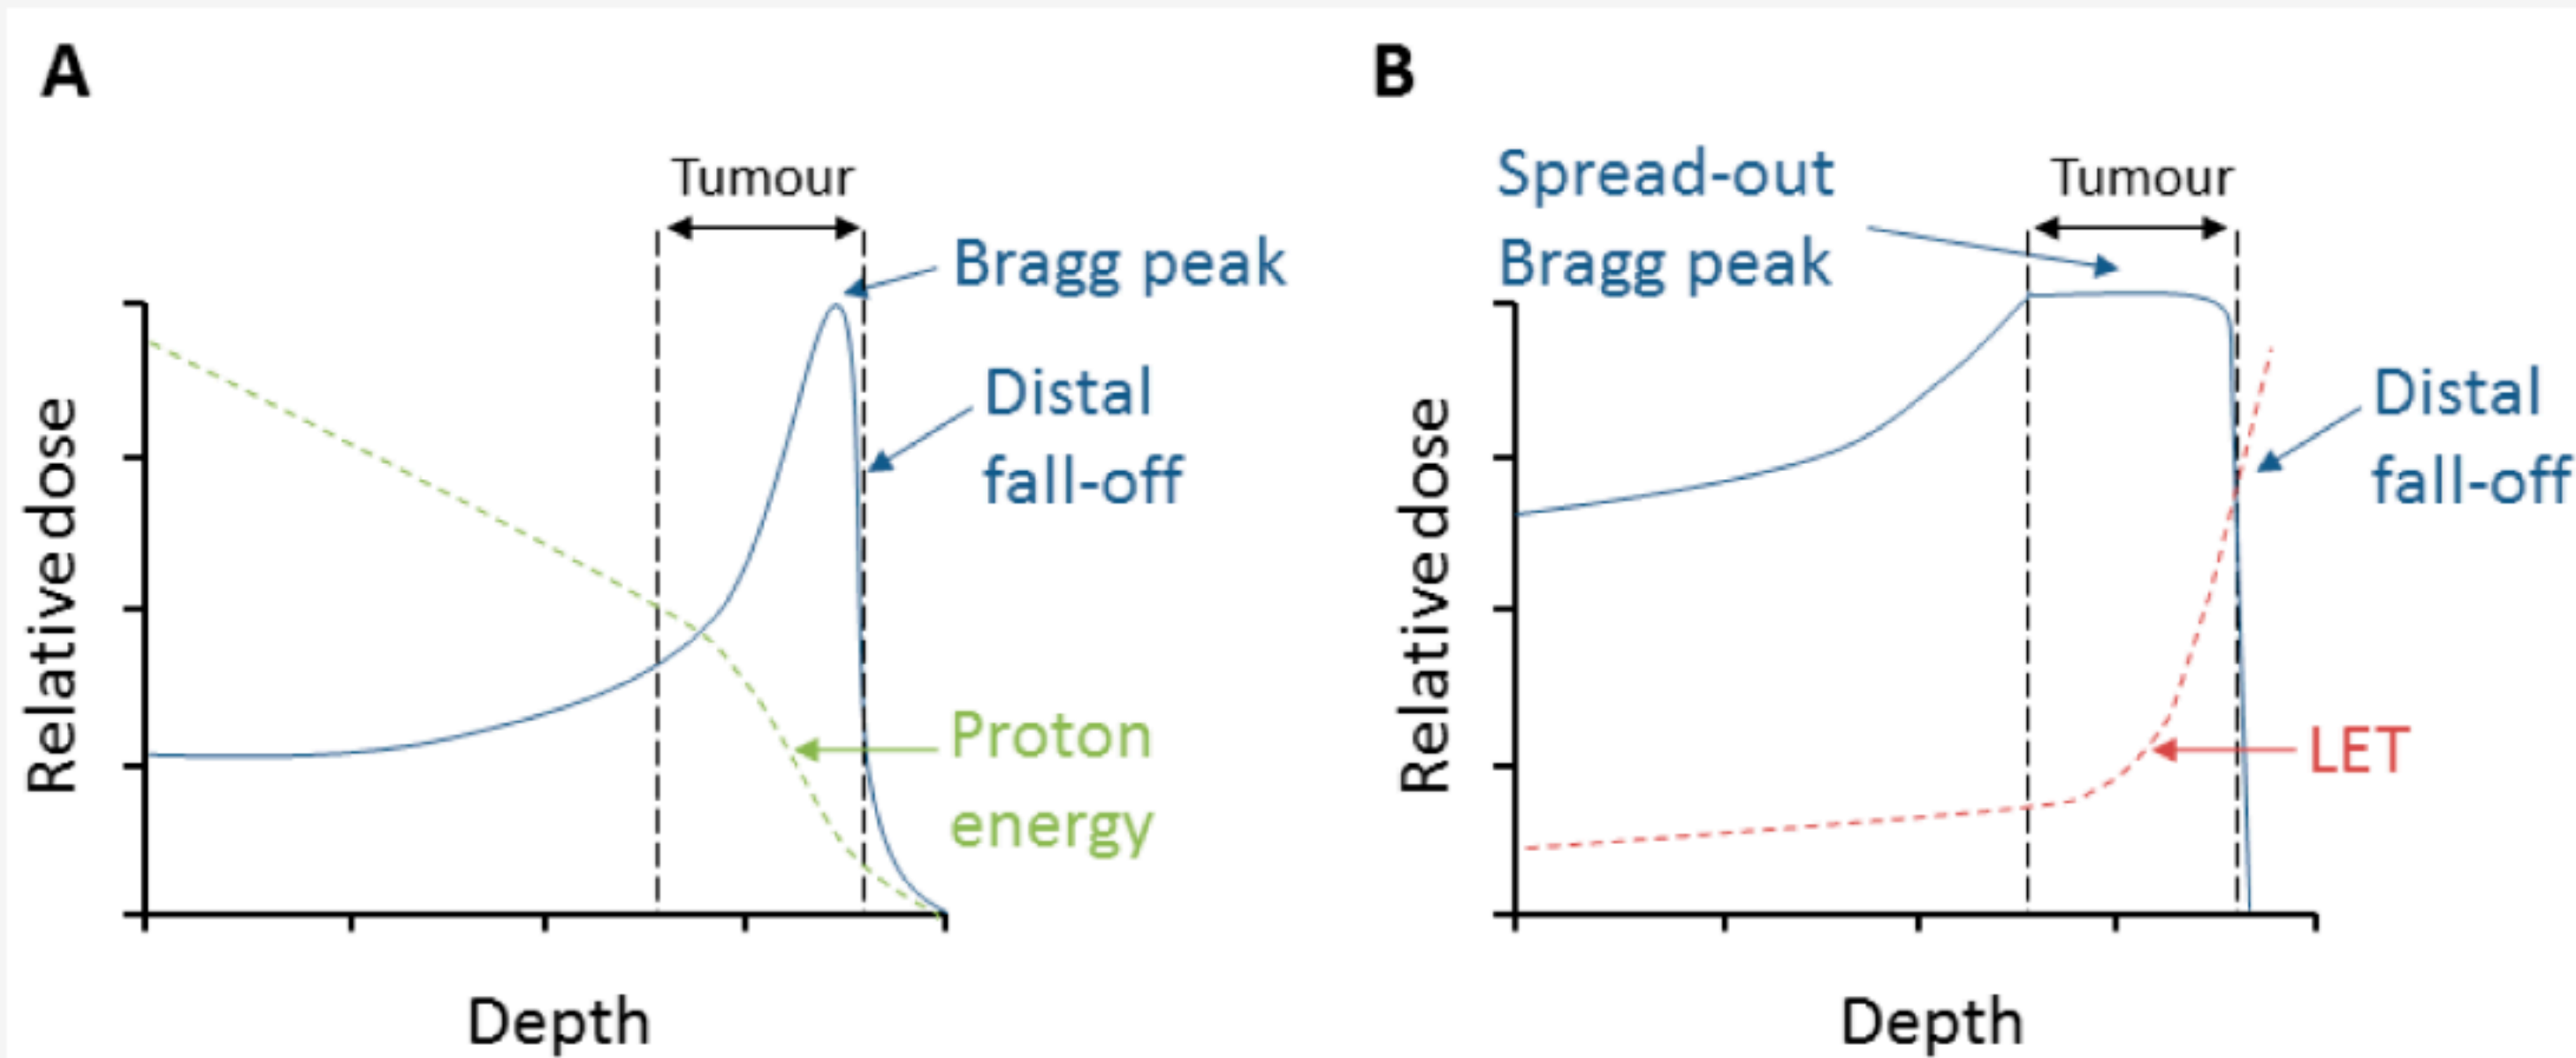 A
Tumour
Bragg peak
Distal
fall-off
Proton
energy
Relative dose
Depth
B
Spread-out
Bragg peak
Tumour
Distal
fall-off
LET
Relative dose
Depth